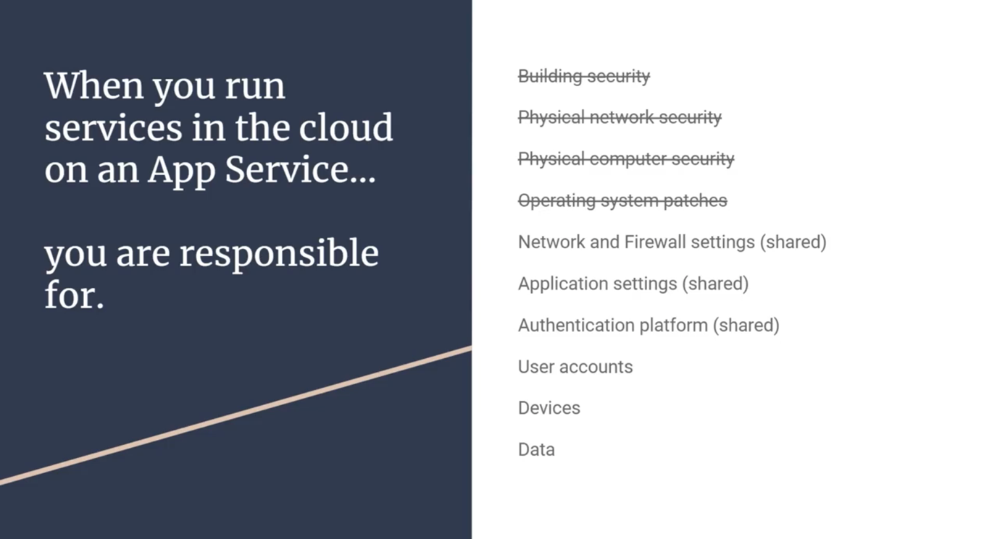 When you run
services in the cloud
on an App Service...
you are responsible
for.
Building security
Physical network security
Physical computer security
Operating system patches
Network and Firewall settings (shared)
Application settings (shared)
Authentication platform (shared)
User accounts
Devices
Data